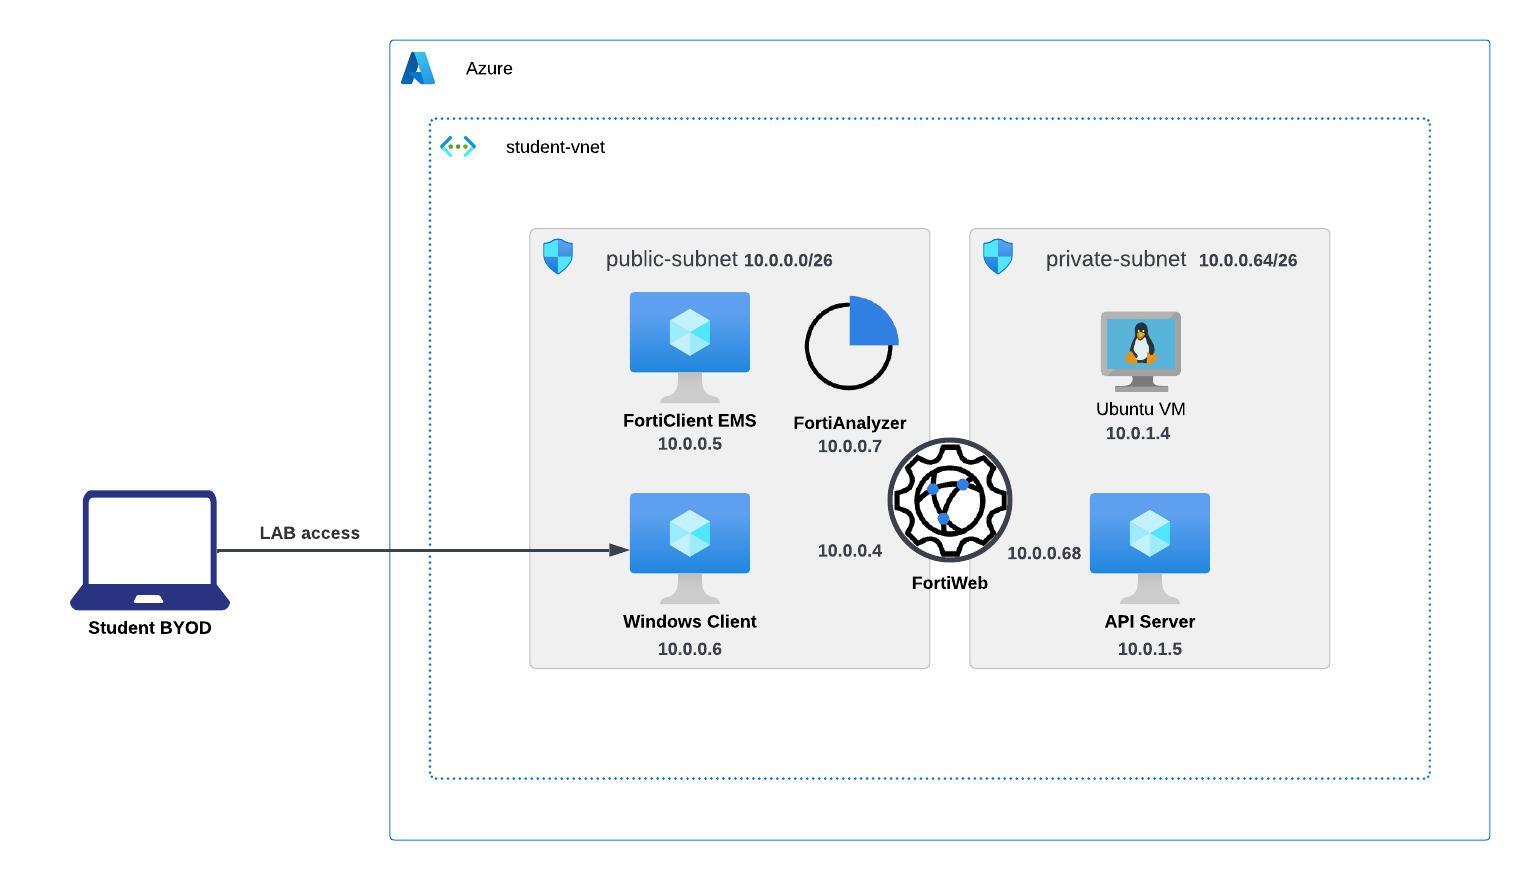 Azure
student-vnet
public-subnet 10.0.0.0/26
FortiClient EMS
10.0.0.5
FortiAnalyzer
10.0.0.7
Windows Client
10.0.0.6
10.0.0.4
FortiWeb
10.0.0.68
private-subnet 10.0.0.64/26
Ubuntu VM
10.0.1.4
API Server
10.0.1.5
LAB access
Student BYOD